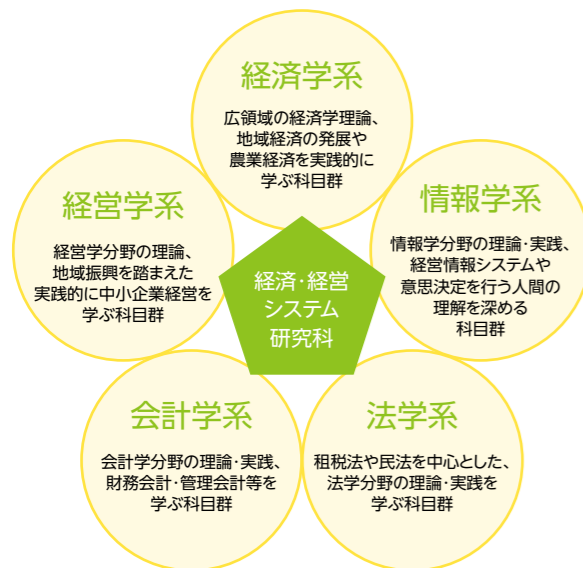 経済学系
広領域の経済学理論、
地域経済の発展や
農業経済を実践的に
学ぶ科目群
経営学系
経営学分野の理論、
地域振興を踏まえた
実践的に中小企業経営を
学ぶ科目群
情報学系
情報学分野の理論・実践、
経営情報システムや
意思決定を行う人間の
理解を深める
科目群
経済・経営
システム
研究科
会計学系
会計学分野の理論・実践、
財務会計・管理会計等を
学ぶ科目群
法学系
租税法や民法を中心とした、
法学分野の理論・実践を
学ぶ科目群